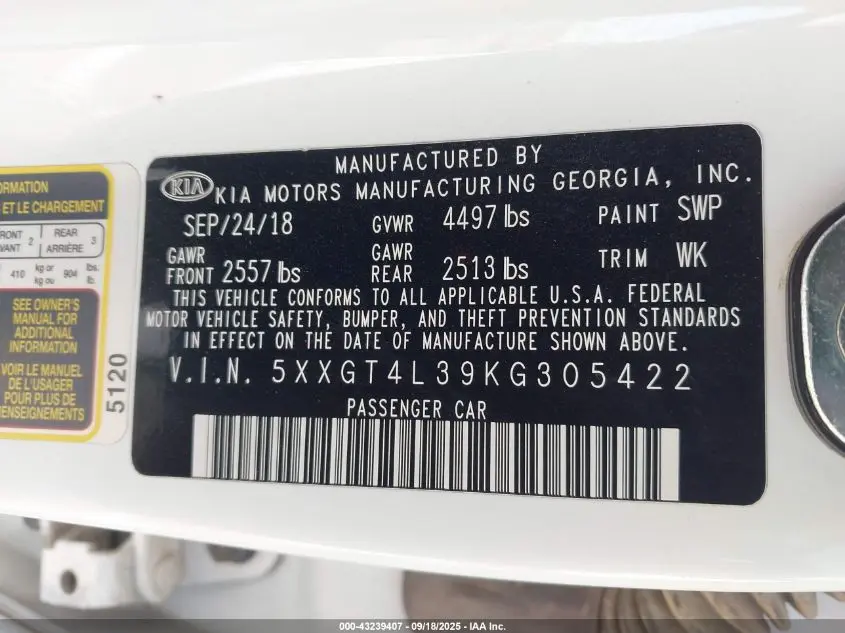 ORMATION
ET LE CHARGEMENT
FRONT
VANT 2
REAR
ARRIÈRE 3
410 kg or kg ou 904 lbs. lb.
SEE OWNER'S
MANUAL FOR
ADDITIONAL
INFORMATION
VOIR LE MANUEL
DE L'USAGER
POUR PLUS DE
RENSEIGNEMENTS
5120
MANUFACTURED BY
KIA KIA MOTORS MANUFACTURING GEORGIA, INC.
SEP/24/18 GVWR 4497 lbs PAINT SWP
GAWR FRONT 2557 lbs GAWR REAR 2513 lbs TRIM WK
THIS VEHICLE CONFORMS TO ALL APPLICABLE U.S.A. FEDERAL
MOTOR VEHICLE SAFETY, BUMPER, AND THEFT PREVENTION STANDARDS
IN EFFECT ON THE DATE OF MANUFACTURE SHOWN ABOVE.
V.I.N. 5XXGT4L39KG305422
PASSENGER CAR
000-43239407 - 09/18/2025 - IAA Inc.